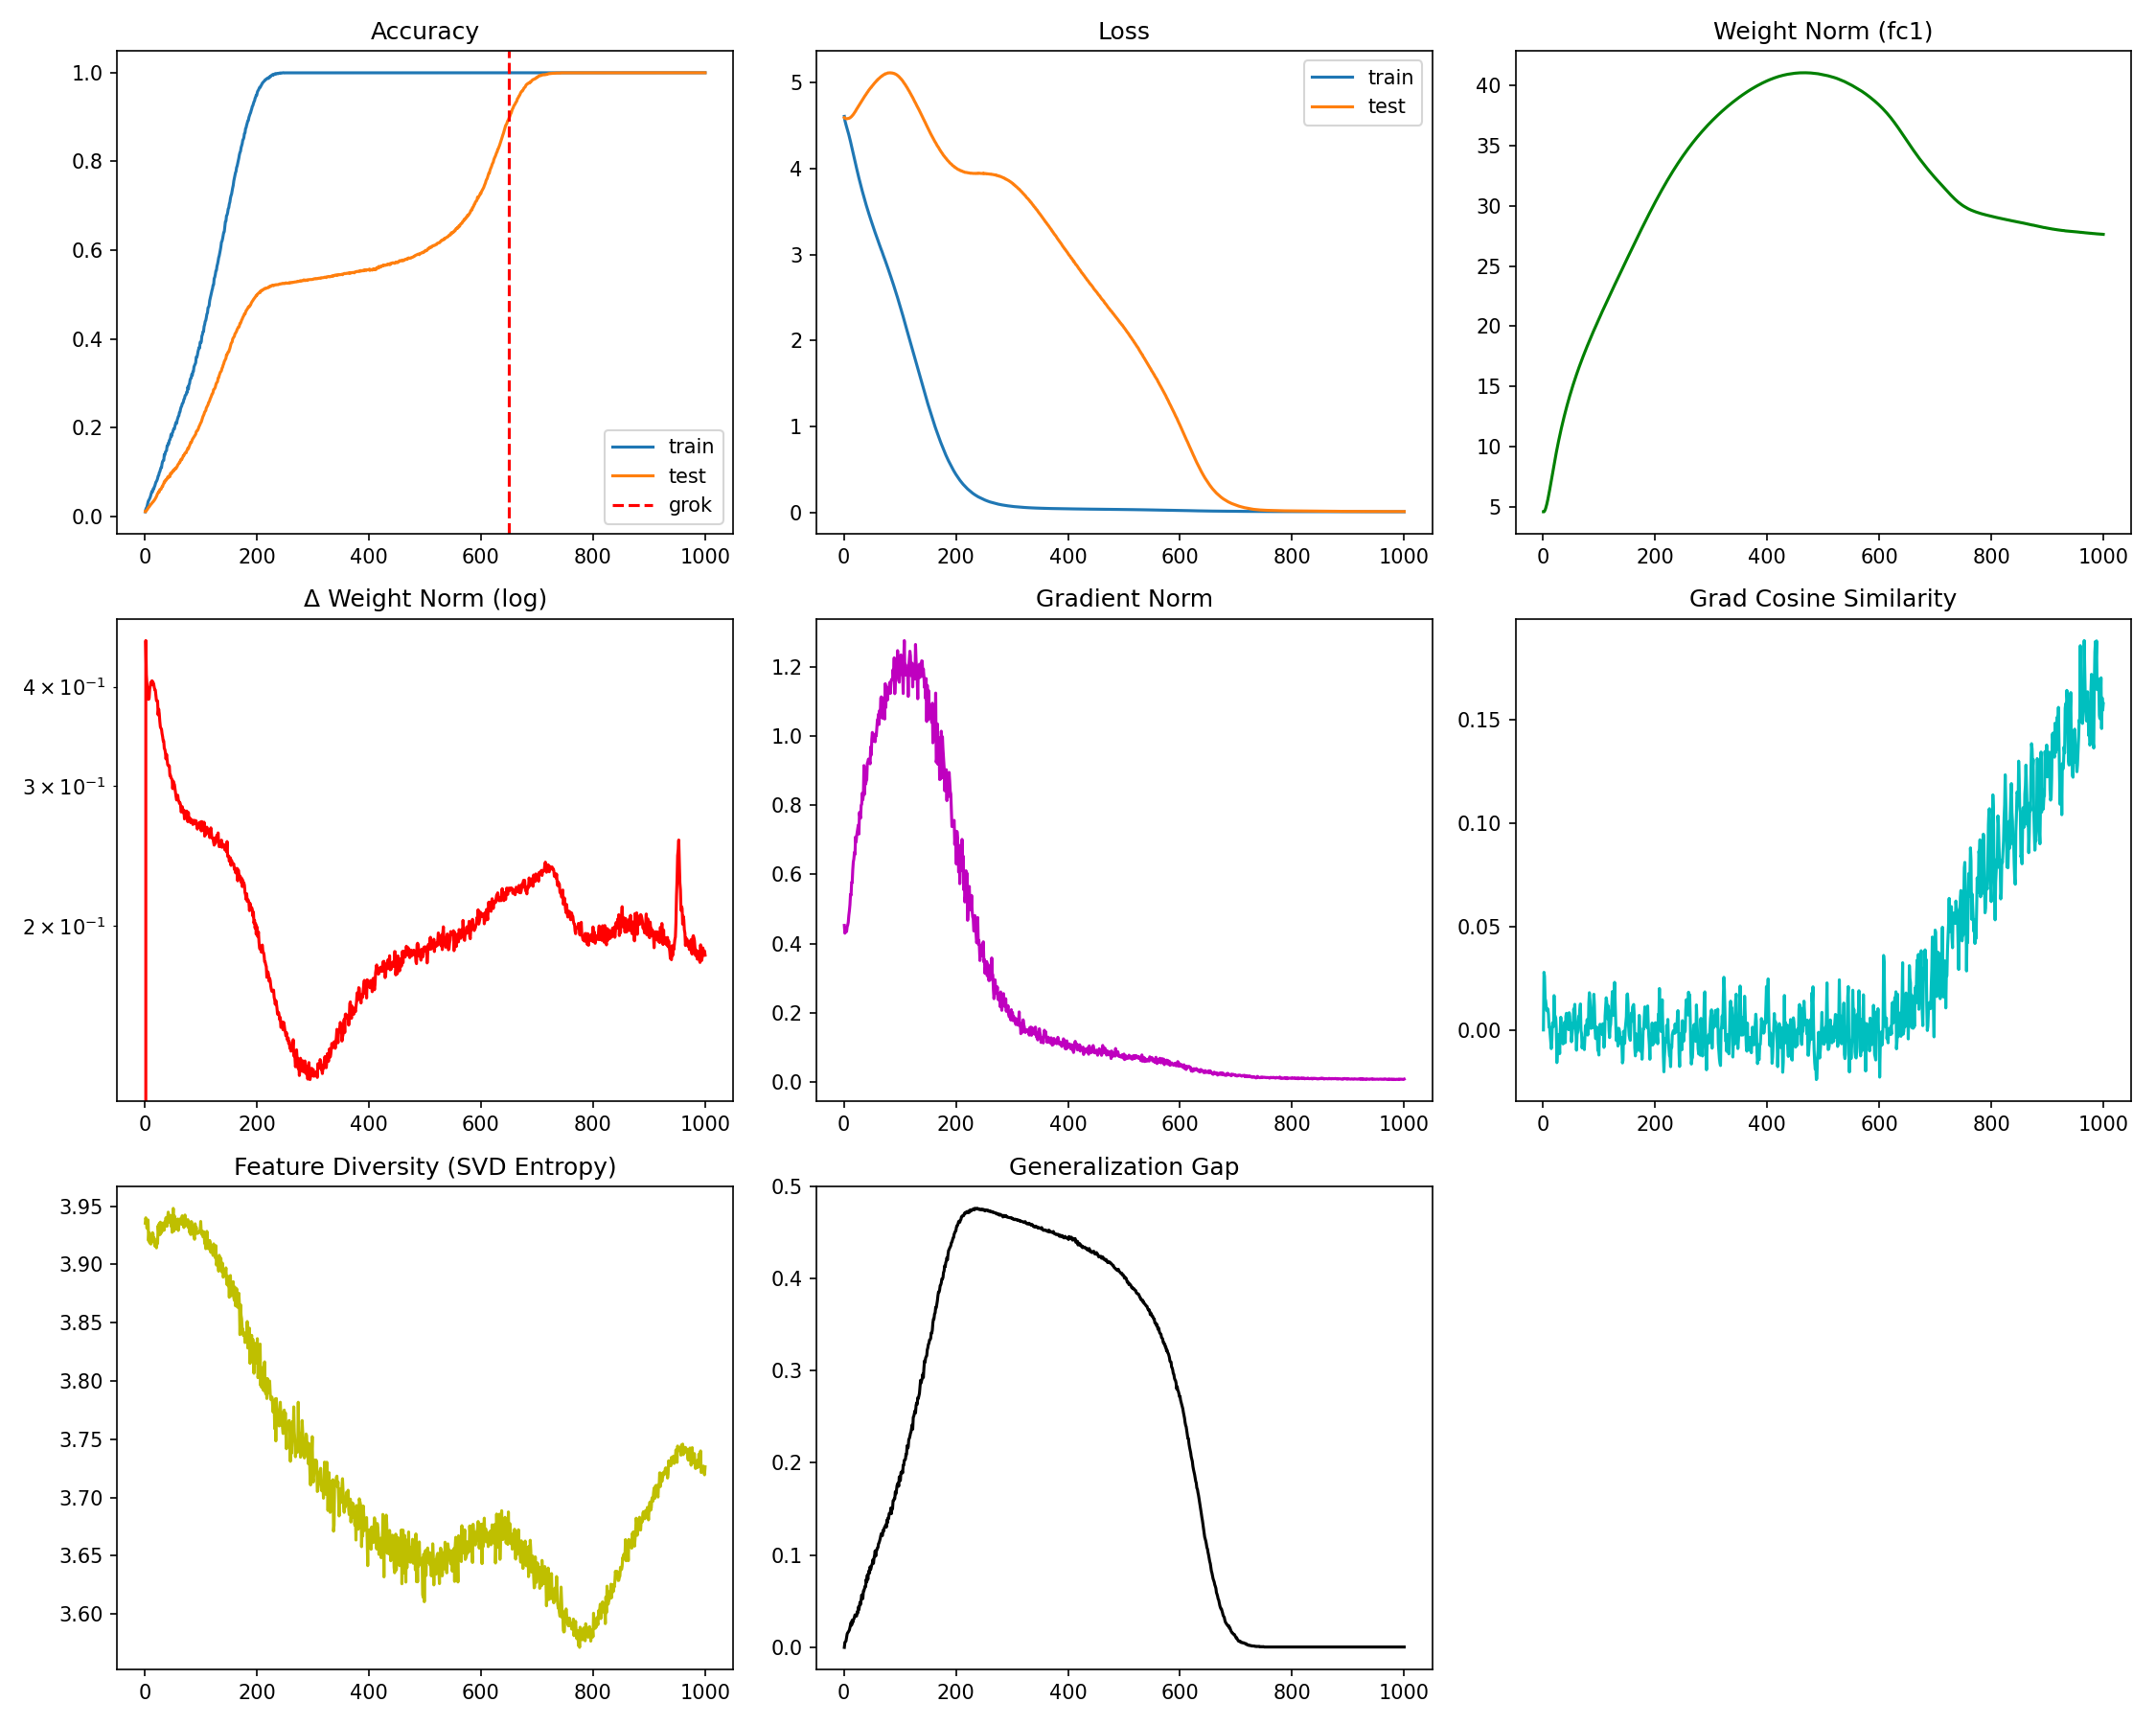 Accuracy
1.0
0.8
0.6
0.4
0.2
0.0
train
test
grok
0 200 400 600 800 1000
Loss
5
4
3
2
1
0
train
test
0 200 400 600 800 1000
Weight Norm (fc1)
40
35
30
25
20
15
10
5
0 200 400 600 800 1000
Δ Weight Norm (log)
4 × 10⁻¹
3 × 10⁻¹
2 × 10⁻¹
0 200 400 600 800 1000
Gradient Norm
1.2
1.0
0.8
0.6
0.4
0.2
0.0
0 200 400 600 800 1000
Grad Cosine Similarity
0.15
0.10
0.05
0.00
0 200 400 600 800 1000
Feature Diversity (SVD Entropy)
3.95
3.90
3.85
3.80
3.75
3.70
3.65
3.60
0 200 400 600 800 1000
Generalization Gap
0.5
0.4
0.3
0.2
0.1
0.0
0 200 400 600 800 1000